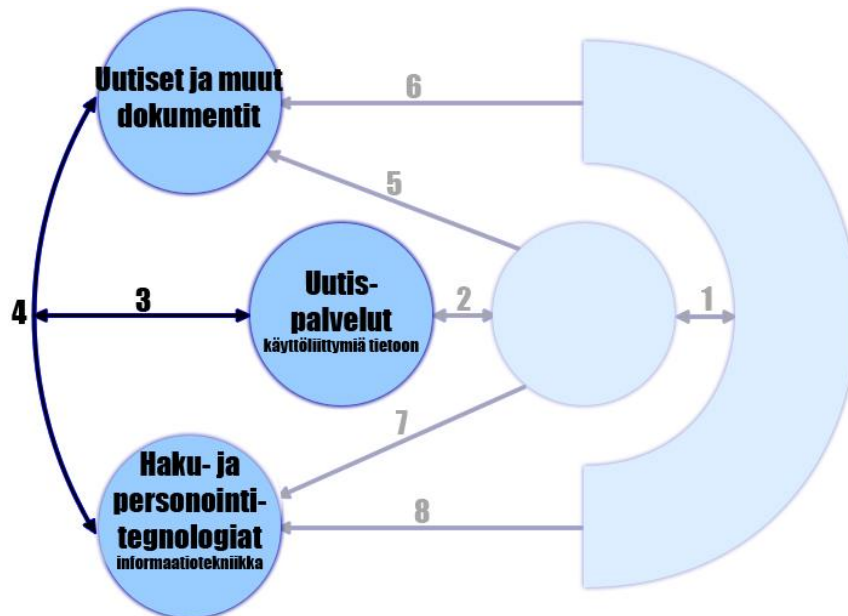 Uutiset ja muut
dokumentit
6
5
4
3
Uutis-
palvelut
käyttöliittymiä tietoon
2
1
7
Haku- ja
personointi-
tegnologiat
informaatiotekniikka
8